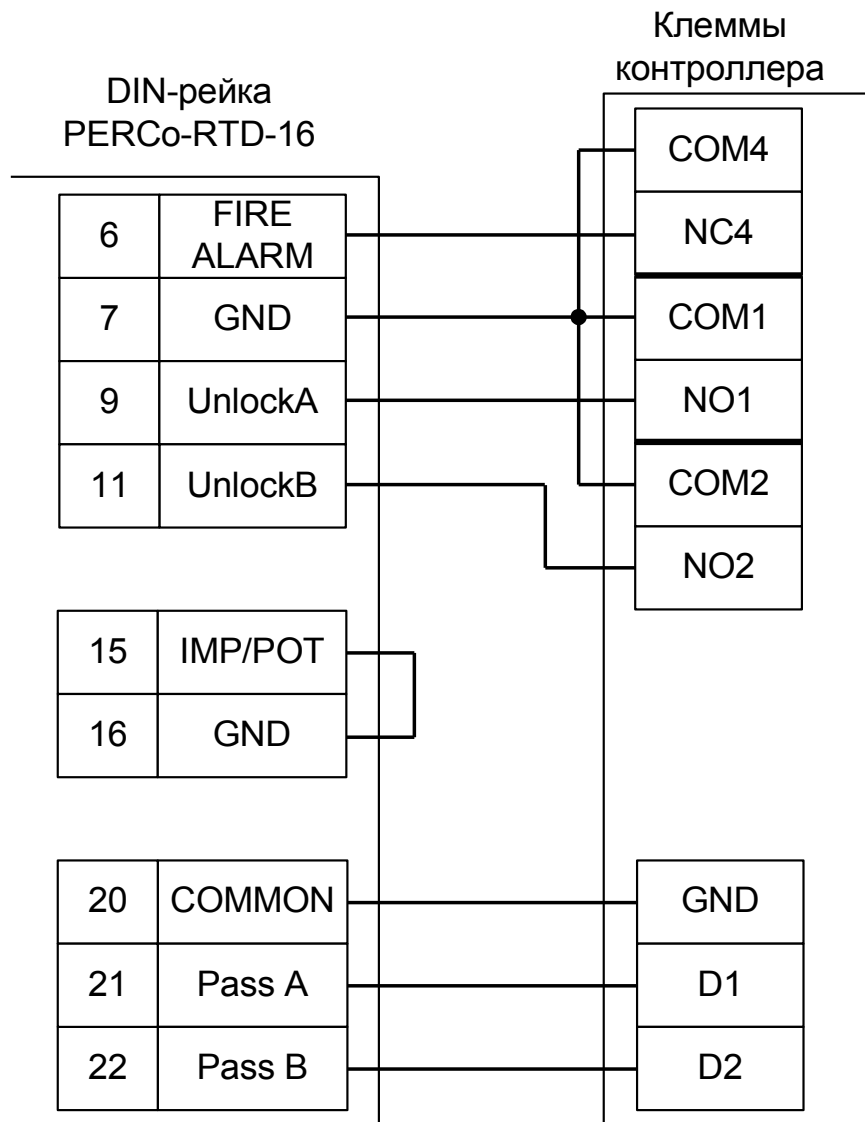 Клеммы
контроллера
DIN-рейка
PERCo-RTD-16
COM4
6 FIRE ALARM NC4
7 GND COM1
9 UnlockA NO1
11 UnlockB COM2
NO2
15 IMP/POT
16 GND
20 COMMON GND
21 Pass A D1
22 Pass B D2